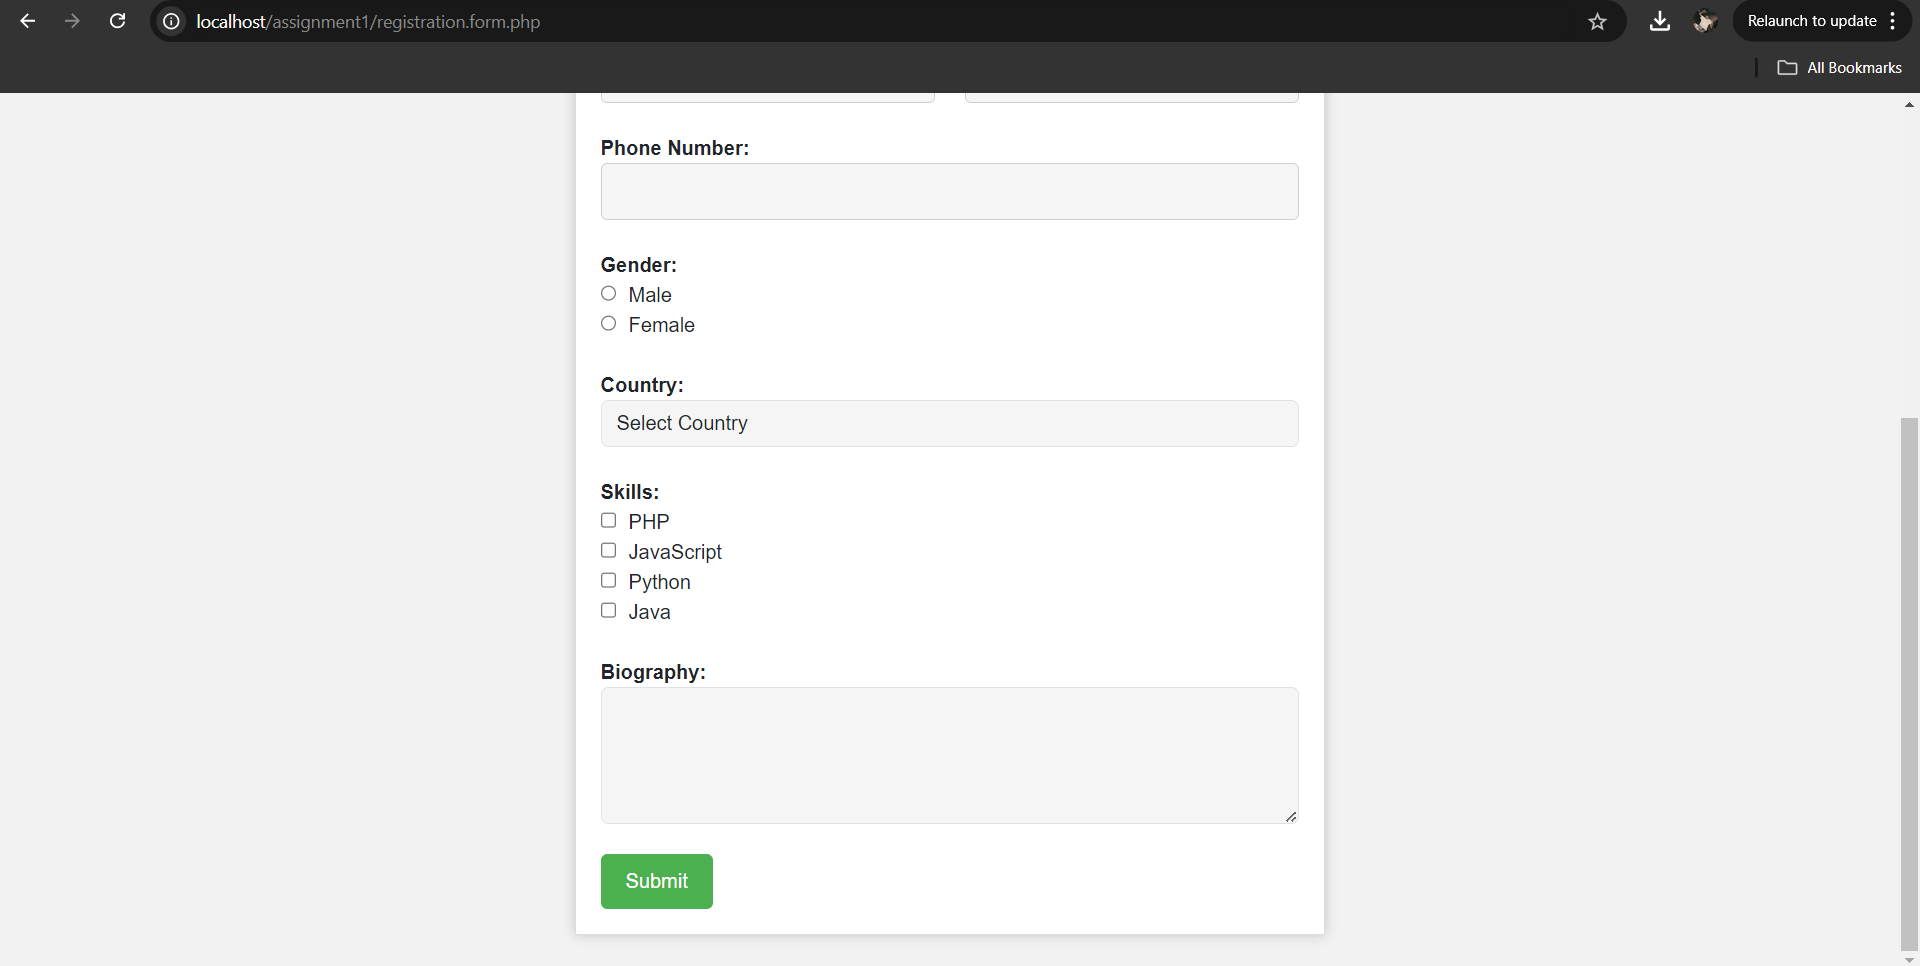 localhost/assignment1/registration.form.php
Relaunch to update
All Bookmarks
Phone Number:
Gender:
Male
Female
Country:
Select Country
Skills:
PHP
JavaScript
Python
Java
Biography:
Submit